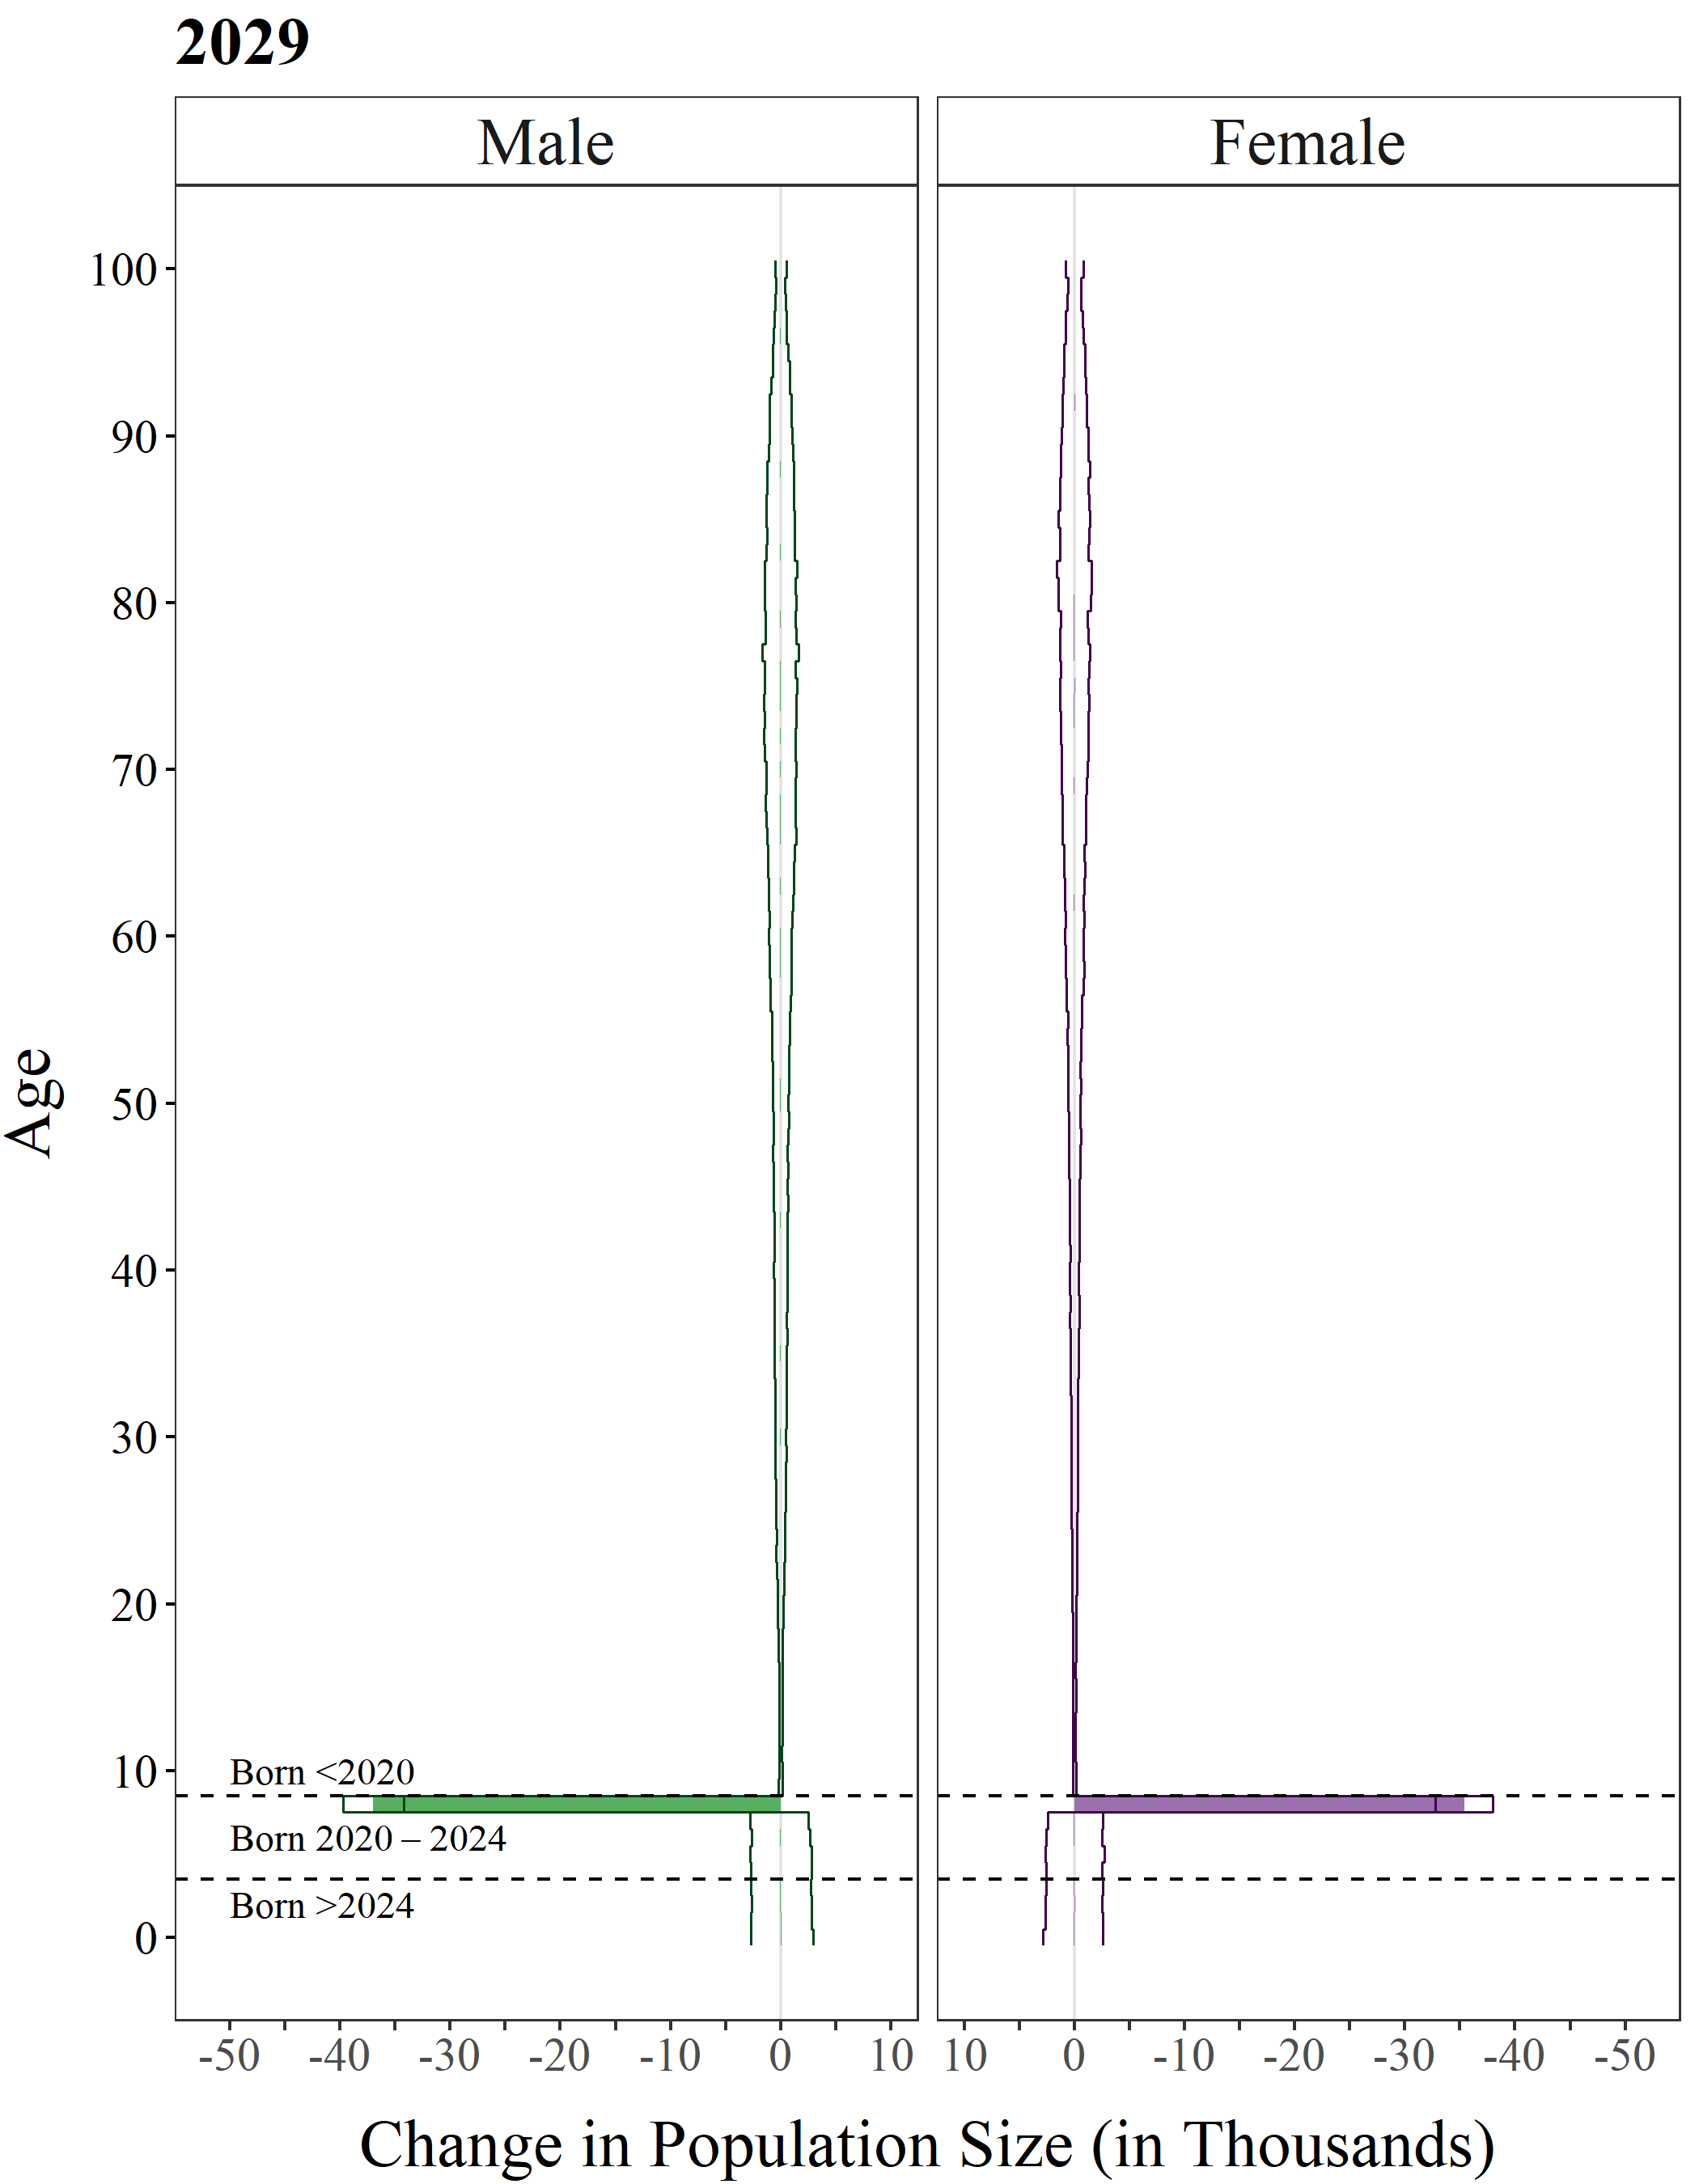 2029
Male Female
100
90
80
70
60
50
40
30
20
10
0
Age
Born <2020
Born 2020 – 2024
Born >2024
-50 -40 -30 -20 -10 0 10 10 0 -10 -20 -30 -40 -50
Change in Population Size (in Thousands)